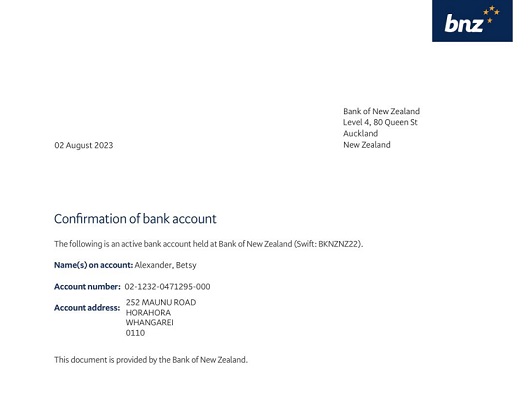 bnz
Bank of New Zealand
Level 4, 80 Queen St
Auckland
02 August 2023
New Zealand
Confirmation of bank account
The following is an active bank account held at Bank of New Zealand (Swift: BKNZNZ22).
Name(s) on account: Alexander, Betsy
Account number: 02-1232-0471295-000
Account address: 252 MAUNU ROAD
HORAHORA
WHANGAREI
0110
This document is provided by the Bank of New Zealand.